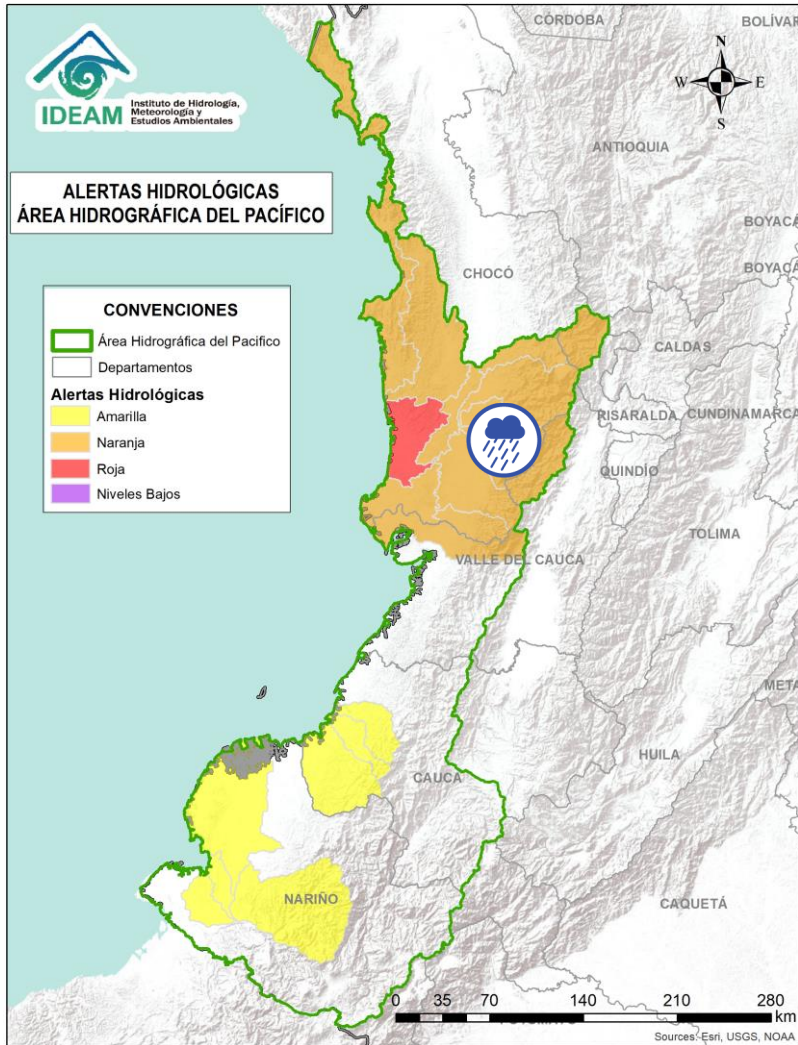 CÓRDOBA
BOLÍVAR
N
W
E
S
IDEAM
Instituto de Hidrología,
Meteorología y
Estudios Ambientales
ANTIOQUIA
ALERTAS HIDROLÓGICAS
ÁREA HIDROGRÁFICA DEL PACÍFICO
BOYACÁ
BOYACÁ
CHOCÓ
CONVENCIONES
Área Hidrográfica del Pacifico
Departamentos
Alertas Hidrológicas
Amarilla
Naranja
Roja
Niveles Bajos
CALDAS
RISARALDA
CUNDINAMARCA
QUINDÍO
TOLIMA
VALLE DEL CAUCA
META
HUILA
CAUCA
NARIÑO
CAQUETÁ
0 35 70 140 210 280
km
Sources: Esri, USGS, NOAA